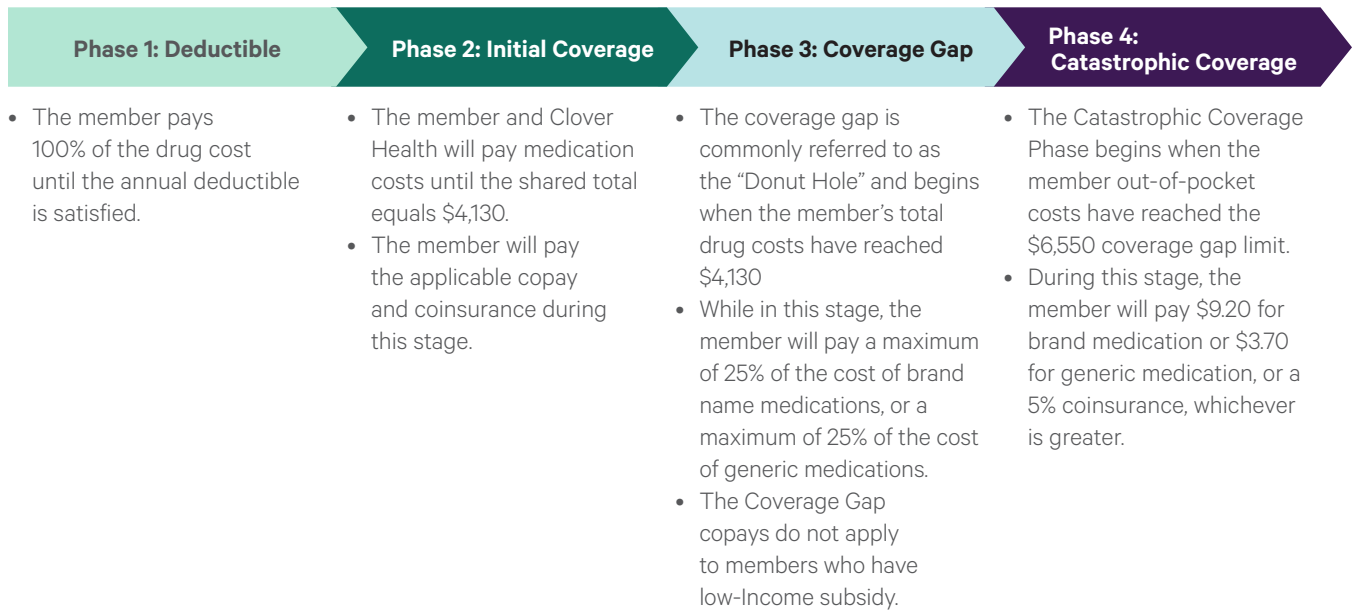 Phase 1: Deductible
• The member pays
100% of the drug cost
until the annual deductible
is satisfied.
Phase 2: Initial Coverage
• The member and Clover
Health will pay medication
costs until the shared total
equals $4,130.
• The member will pay
the applicable copay
and coinsurance during
this stage.
Phase 3: Coverage Gap
• The coverage gap is
commonly referred to as
the “Donut Hole” and begins
when the member’s total
drug costs have reached
$4,130
• While in this stage, the
member will pay a maximum
of 25% of the cost of brand
name medications, or a
maximum of 25% of the cost
of generic medications.
• The Coverage Gap
copays do not apply
to members who have
low-Income subsidy.
Phase 4:
Catastrophic Coverage
• The Catastrophic Coverage
Phase begins when the
member out-of-pocket
costs have reached the
$6,550 coverage gap limit.
• During this stage, the
member will pay $9.20 for
brand medication or $3.70
for generic medication, or a
5% coinsurance, whichever
is greater.